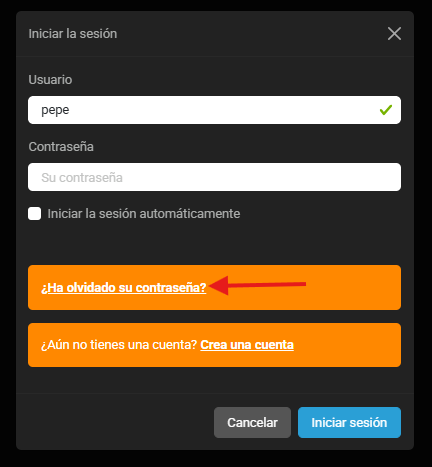 Iniciar la sesión
Usuario
pepe
Contraseña
Su contraseña
Iniciar la sesión automáticamente
¿Ha olvidado su contraseña?
¿Aún no tienes una cuenta? Crea una cuenta
Cancelar
Iniciar sesión